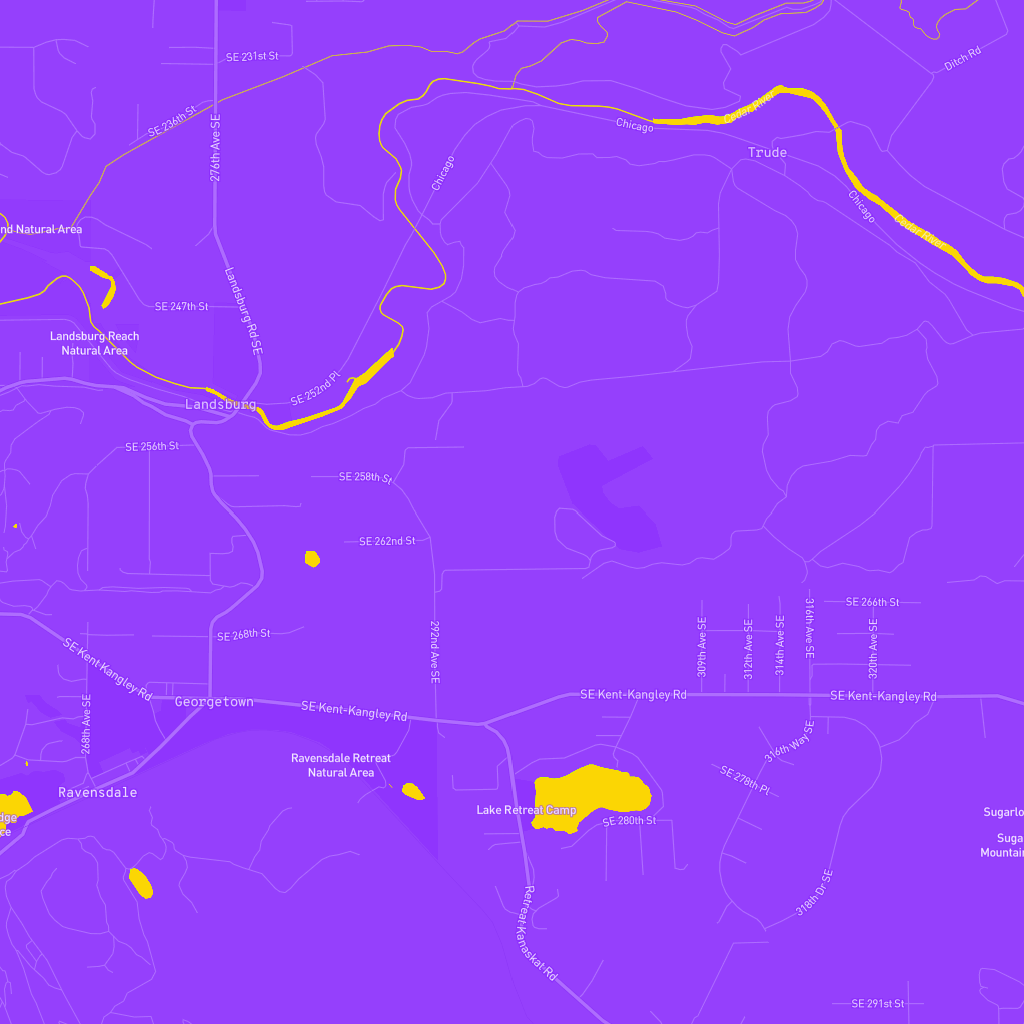 SE 231st St
Ditch Rd
SE 236th St
276th Ave SE
Chicago
Trude
Chicago
Chicago
nd Natural Area
SE 247th St
Landsburg Rd SE
Landsburg Reach
Natural Area
SE 252nd Pl
Landsburg
SE 256th St
SE 258th St
SE 262nd St
SE 266th St
SE 268th St
292nd Ave SE
309th Ave SE
312th Ave SE
314th Ave SE
316th Ave SE
320th Ave SE
SE Kent-Kangley Rd
SE Kent-Kangley Rd
SE Kent-Kangley Rd
SE Kent-Kangley Rd
Georgetown
268th Ave SE
316th Way SE
Ravensdale Retreat
Natural Area
SE 278th Pl
Ravensdale
Lake Retreat Camp
SE 280th St
dge
ce
Sugarlo
Suga
Mountain
318th Dr SE
Retreat-Kanaskat Rd
SE 291st St